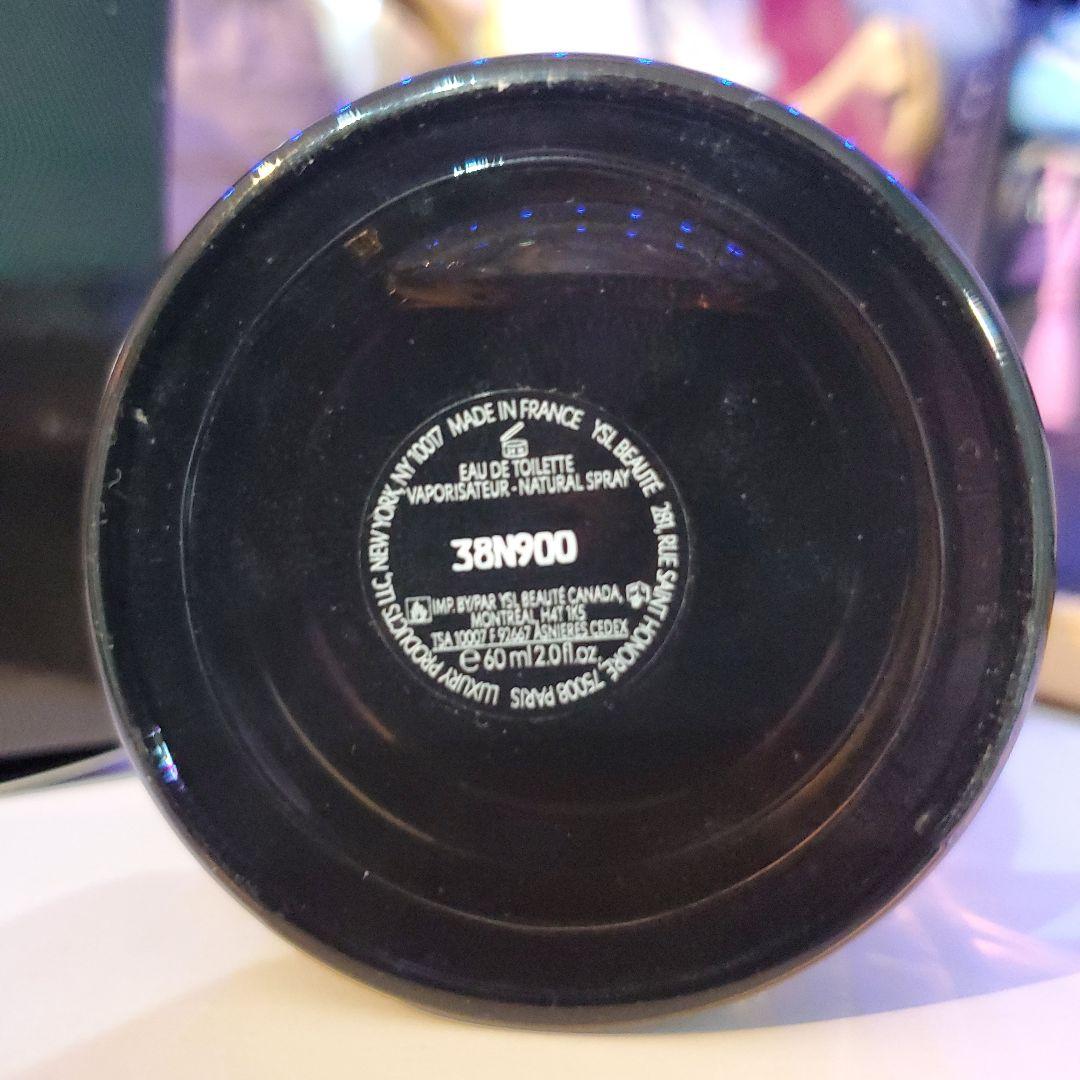 MADE IN FRANCE YSL BEAUTÉ 281, RUE SAINT HONORÉ, 75008 PARIS LUXURY PRODUCTS LLC, NEW YORK, NY 10017
EAU DE TOILETTE
VAPORISATEUR - NATURAL SPRAY
38N900
IMP. BY/PAR YSL BEAUTÉ CANADA,
MONTREAL H4T 1K5
TSA 10007 F 92667 ASNIERES CEDEX
e 60 ml 2.0 fl.oz.